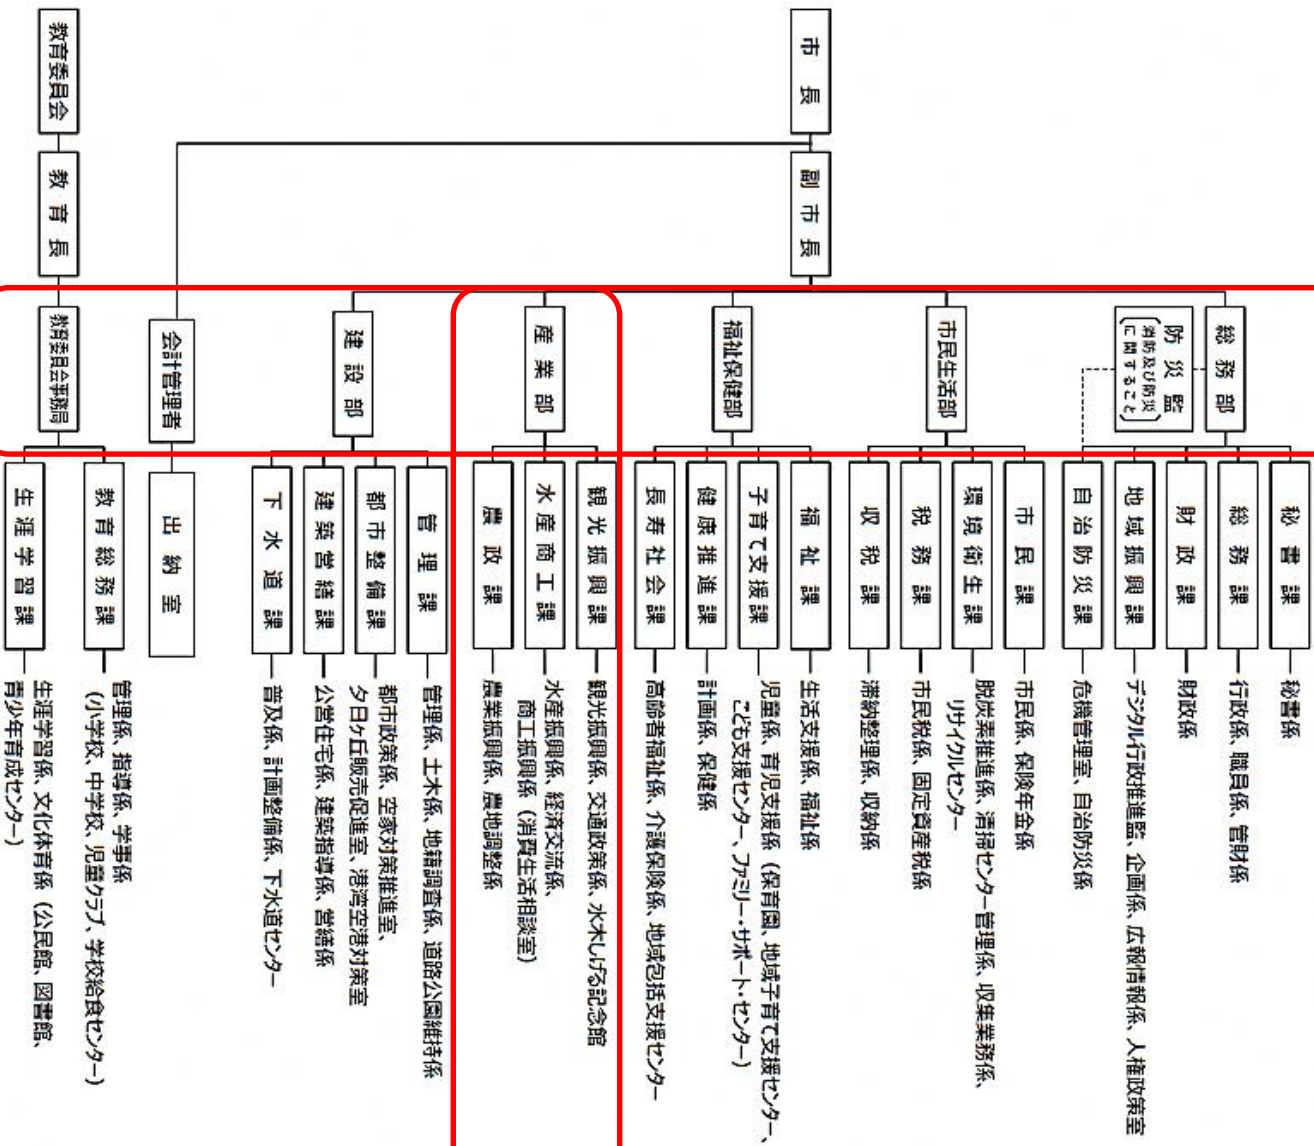 市長
副市長
総務部
防災監
(消防及び防災
に関すること)
秘書課
秘書係
総務課
行政係、職員係、管財係
財政課
財政係
地域振興課
デジタル行政推進監、企画係、広報情報係、人権政策室
自治防災課
危機管理室、自治防災係
市民生活部
市民課
市民係、保険年金係
環境衛生課
脱炭素推進係、清掃センター管理係、収集業務係、
リサイクルセンター
税務課
市民税係、固定資産税係
収税課
滞納整理係、収納係
福祉保健部
福祉課
生活支援係、福祉係
子育て支援課
児童係、育児支援係（保育園、地域子育て支援センター、
こども支援センター、ファミリー・サポート・センター）
健康推進課
計画係、保健係
長寿社会課
高齢者福祉係、介護保険係、地域包括支援センター
産業部
観光振興課
観光振興係、交通政策係、水木しげる記念館
水産商工課
水産振興係、経済交流係、
商工振興係（消費生活相談室）
農政課
農業振興係、農地調整係
建設部
管理課
管理係、土木係、地籍調査係、道路公園維持係
都市整備課
都市政策係、空家対策推進室、
夕日ヶ丘販売促進室、港湾空港対策室
建築営繕課
公営住宅係、建築指導係、営繕係
下水道課
普及係、計画整備係、下水道センター
会計管理者
出納室
教育委員会
教育長
教育委員会事務局
教育総務課
管理係、指導係、学事係
（小学校、中学校、児童クラブ、学校給食センター）
生涯学習課
生涯学習係、文化体育係（公民館、図書館、
青少年育成センター）